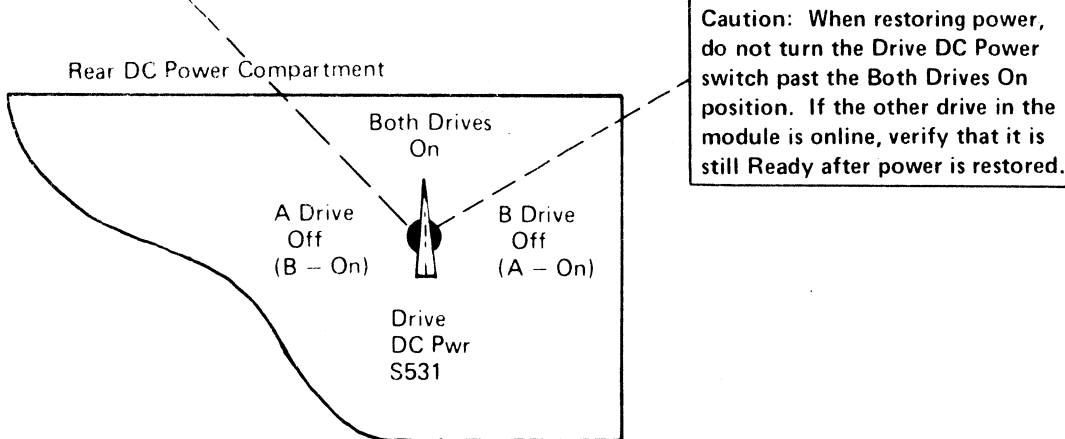 Caution: When restoring power,
do not turn the Drive DC Power
switch past the Both Drives On
position. If the other drive in the
module is online, verify that it is
still Ready after power is restored.
Rear DC Power Compartment
Both Drives
On
A Drive
Off
(B – On)
B Drive
Off
(A – On)
Drive
DC Pwr
S531